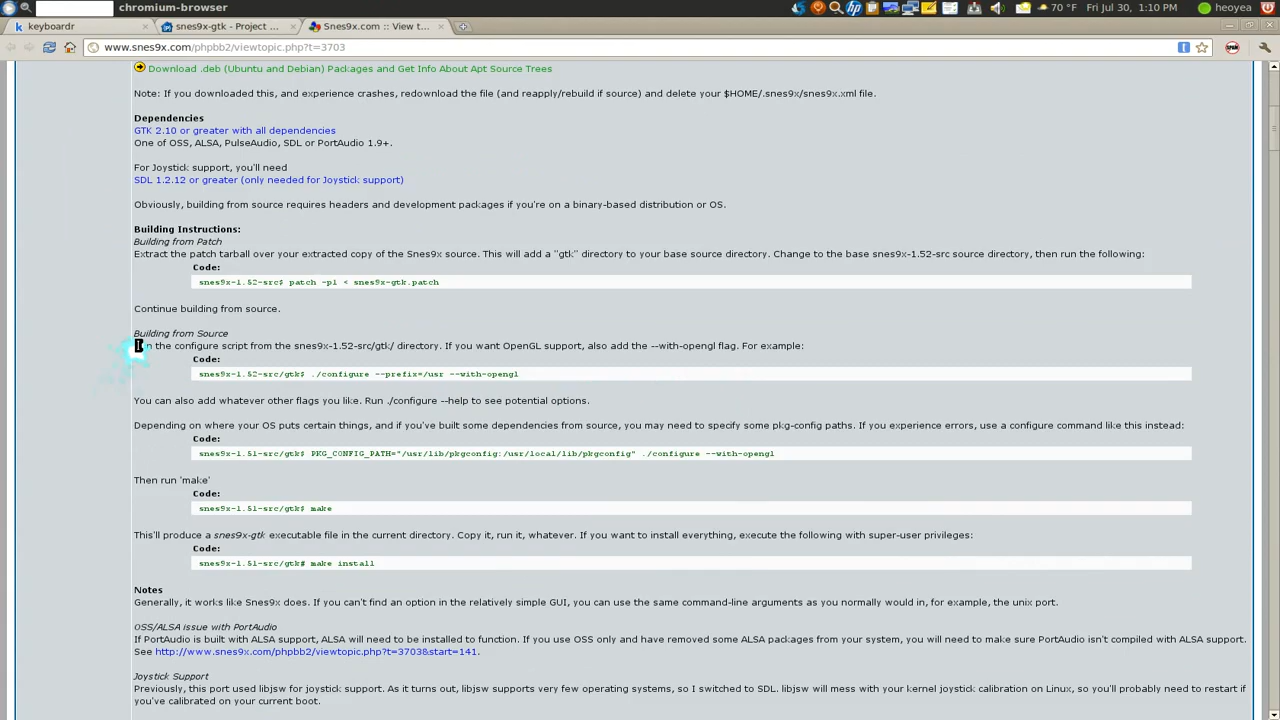 chromium-browser
70 °F Fri Jul 30, 1:10 PM heoyea
keyboardr
snes9x-gtk - Project ...
Snes9x.com :: View t...
www.snes9x.com/phpbb2/viewtopic.php?t=3703
Download .deb (Ubuntu and Debian) Packages and Get Info About Apt Source Trees
Note: If you downloaded this, and experience crashes, redownload the file (and reapply/rebuild if source) and delete your $HOME/.snes9x/snes9x.xml file.
Dependencies
GTK 2.10 or greater with all dependencies
One of OSS, ALSA, PulseAudio, SDL or PortAudio 1.9+.
For Joystick support, you'll need
SDL 1.2.12 or greater (only needed for Joystick support)
Obviously, building from source requires headers and development packages if you're on a binary-based distribution or OS.
Building Instructions:
Building from Patch
Extract the patch tarball over your extracted copy of the Snes9x source. This will add a "gtk" directory to your base source directory. Change to the base snes9x-1.52-src source directory, then run the following:
Code:
snes9x-1.52-src$ patch -p1 < snes9x-gtk.patch
Continue building from source.
Building from Source
n the configure script from the snes9x-1.52-src/gtk/ directory. If you want OpenGL support, also add the --with-opengl flag. For example:
Code:
snes9x-1.52-src/gtk$ ./configure --prefix=/usr --with-opengl
You can also add whatever other flags you like. Run ./configure --help to see potential options.
Depending on where your OS puts certain things, and if you've built some dependencies from source, you may need to specify some pkg-config paths. If you experience errors, use a configure command like this instead:
Code:
snes9x-1.51-src/gtk$ PKG_CONFIG_PATH="/usr/lib/pkgconfig:/usr/local/lib/pkgconfig" ./configure --with-opengl
Then run 'make'
Code:
snes9x-1.51-src/gtk$ make
This'll produce a snes9x-gtk executable file in the current directory. Copy it, run it, whatever. If you want to install everything, execute the following with super-user privileges:
Code:
snes9x-1.51-src/gtk# make install
Notes
Generally, it works like Snes9x does. If you can't find an option in the relatively simple GUI, you can use the same command-line arguments as you normally would in, for example, the unix port.
OSS/ALSA issue with PortAudio
If PortAudio is built with ALSA support, ALSA will need to be installed to function. If you use OSS only and have removed some ALSA packages from your system, you will need to make sure PortAudio isn't compiled with ALSA support.
See http://www.snes9x.com/phpbb2/viewtopic.php?t=3703&start=141.
Joystick Support
Previously, this port used libjsw for joystick support. As it turns out, libjsw supports very few operating systems, so I switched to SDL. libjsw will mess with your kernel joystick calibration on Linux, so you'll probably need to restart if
you've calibrated on your current boot.